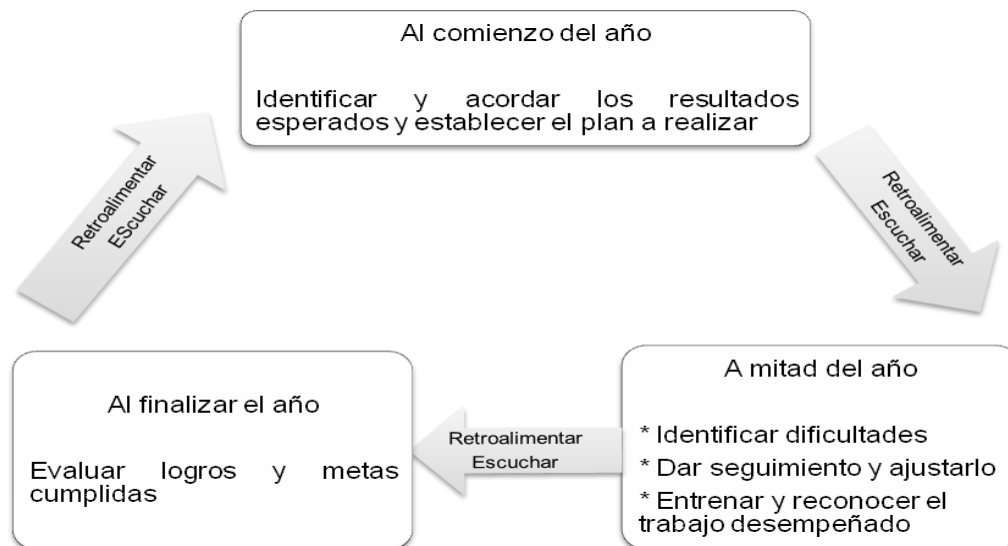 Al comienzo del año
Identificar y acordar los resultados
esperados y establecer el plan a realizar
Retroalimentar
EScuchar
Retroalimentar
Escuchar
Al finalizar el año
Evaluar logros y metas
cumplidas
Retroalimentar
Escuchar
A mitad del año
* Identificar dificultades
* Dar seguimiento y ajustarlo
* Entrenar y reconocer el
trabajo desempeñado